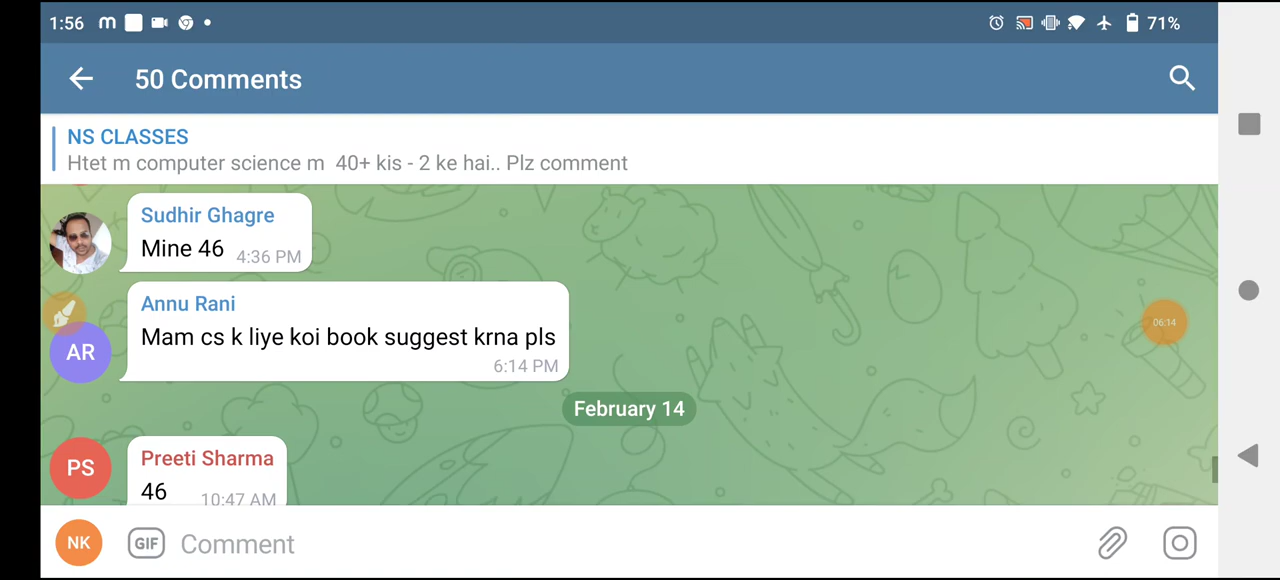 1:56 m 71%
50 Comments
NS CLASSES
Htet m computer science m 40+ kis - 2 ke hai.. Plz comment
Sudhir Ghagre
Mine 46 4:36 PM
Annu Rani
AR
Mam cs k liye koi book suggest krna pls
6:14 PM
06:14
February 14
PS
Preeti Sharma
46 10:47 AM
NK GIF Comment